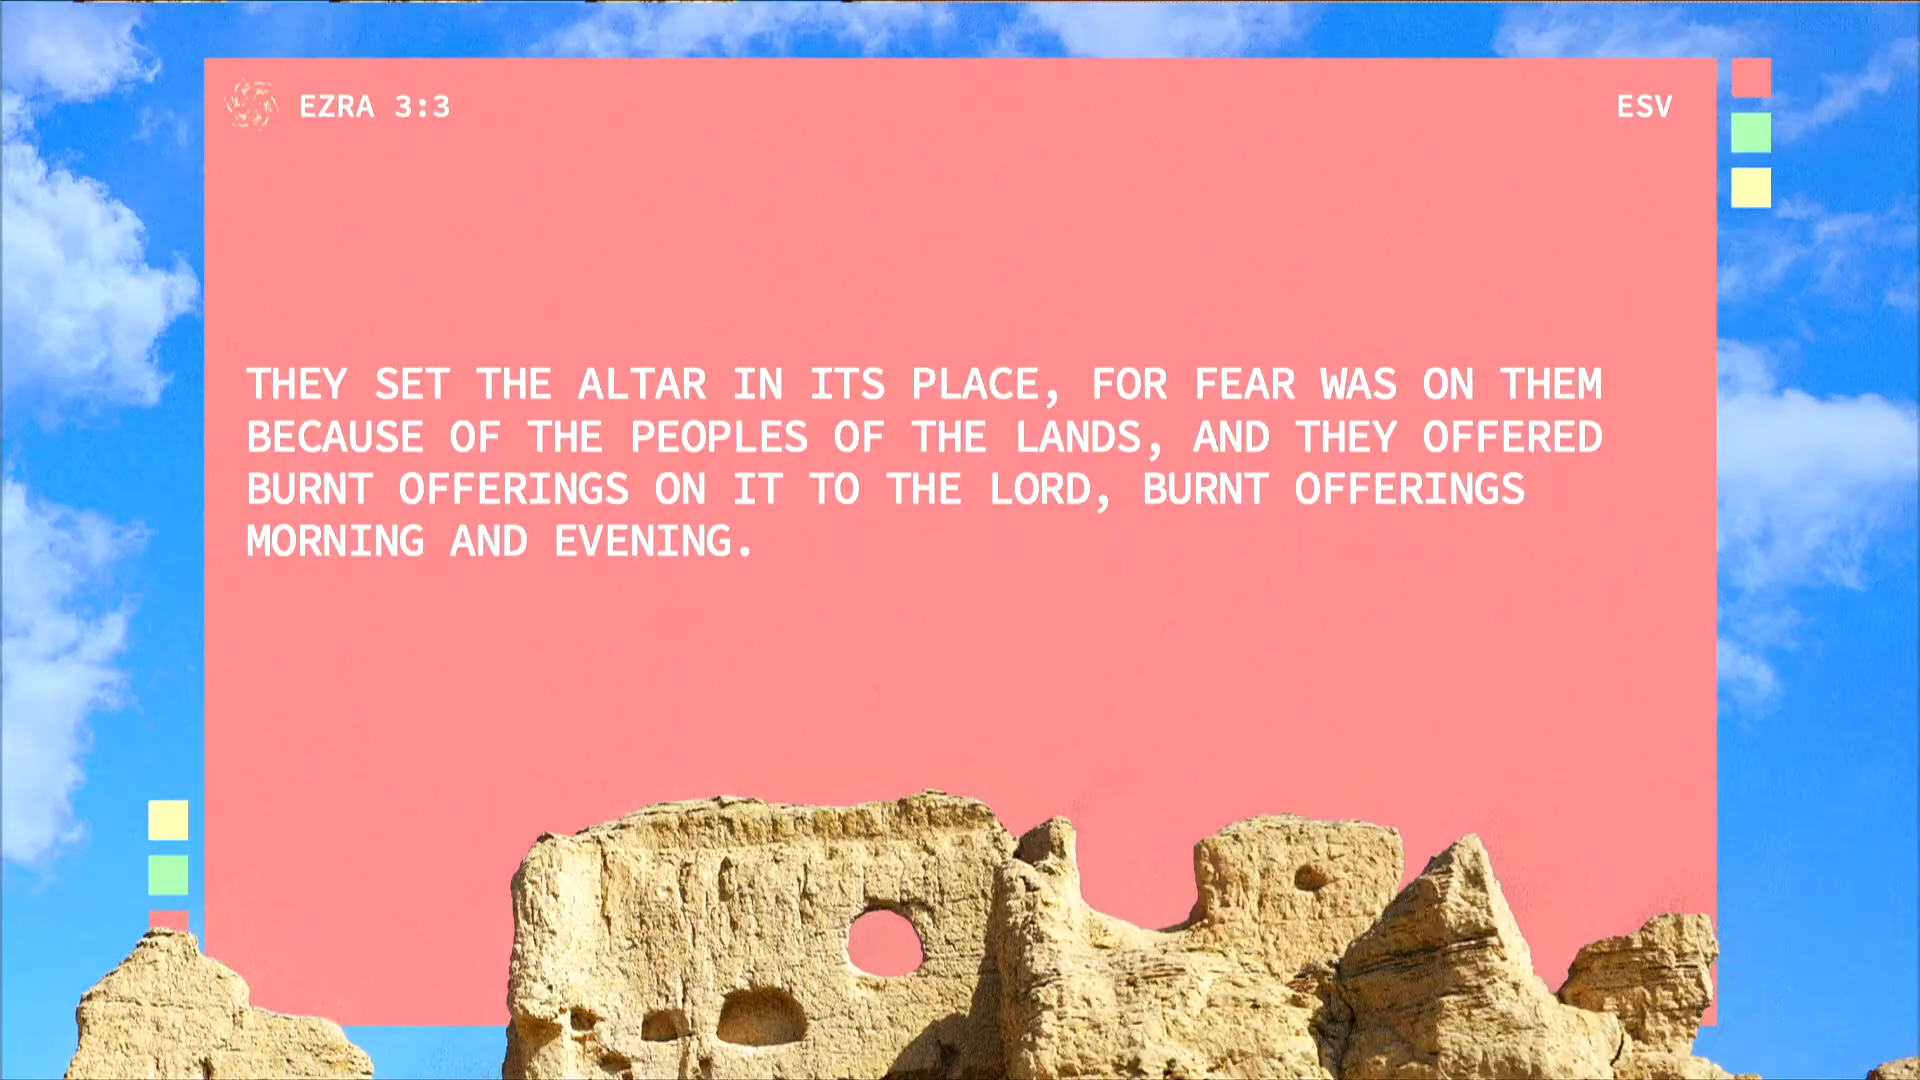 EZRA 3:3
ESV
THEY SET THE ALTAR IN ITS PLACE, FOR FEAR WAS ON THEM
BECAUSE OF THE PEOPLES OF THE LANDS, AND THEY OFFERED
BURNT OFFERINGS ON IT TO THE LORD, BURNT OFFERINGS
MORNING AND EVENING.